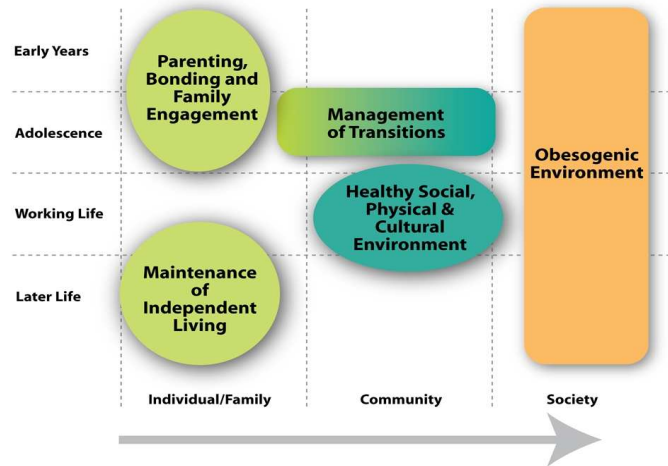 Early Years
Parenting,
Bonding and
Family
Engagement
Adolescence
Management
of Transitions
Obesogenic
Environment
Working Life
Healthy Social,
Physical &
Cultural
Environment
Later Life
Maintenance
of
Independent
Living
Individual/Family
Community
Society